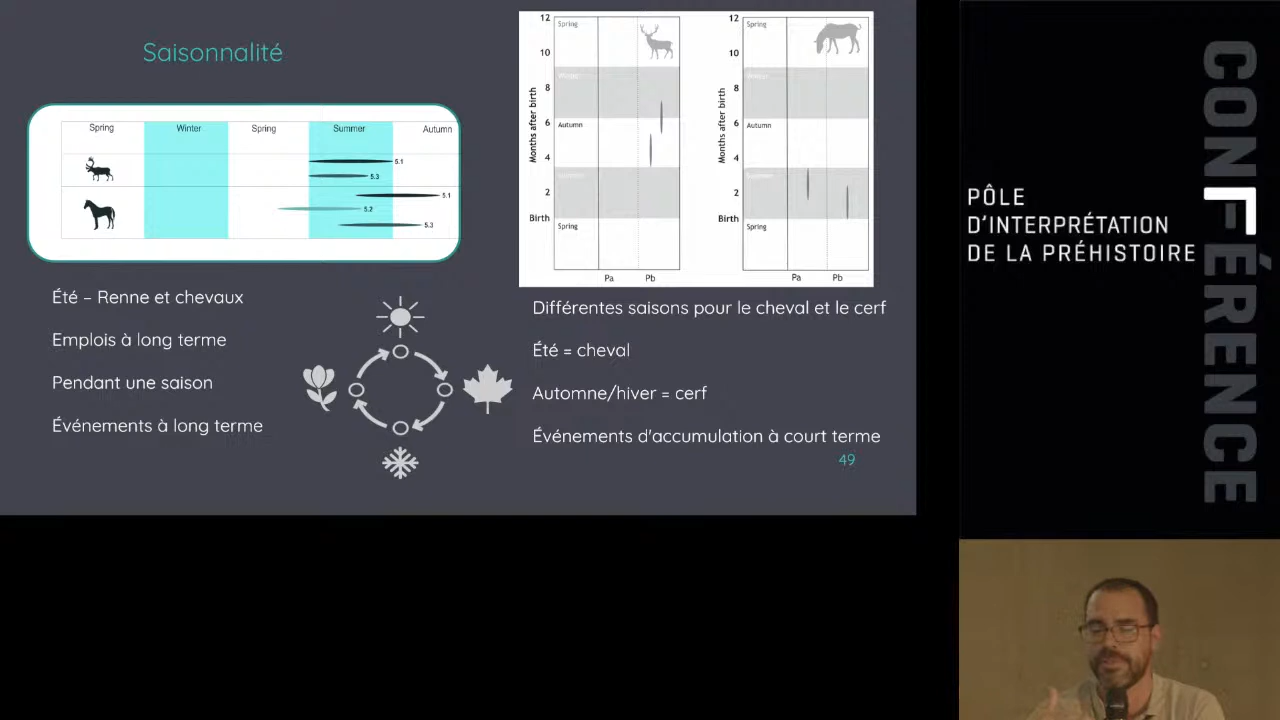 Saisonnalité
Spring Winter Spring Summer Autumn
5.1
5.3
5.1
5.2
5.3
Été – Renne et chevaux
Emplois à long terme
Pendant une saison
Événements à long terme
12
10
8
6
4
2
Birth
Months after birth
Spring
Winter
Autumn
Summer
Spring
Pa Pb
12
10
8
6
4
2
Birth
Months after birth
Spring
Winter
Autumn
Summer
Spring
Pa Pb
Différentes saisons pour le cheval et le cerf
Été = cheval
Automne/hiver = cerf
Événements d'accumulation à court terme
49
PÔLE
D'INTERPRÉTATION
DE LA PRÉHISTOIRE
CONFÉRENCE